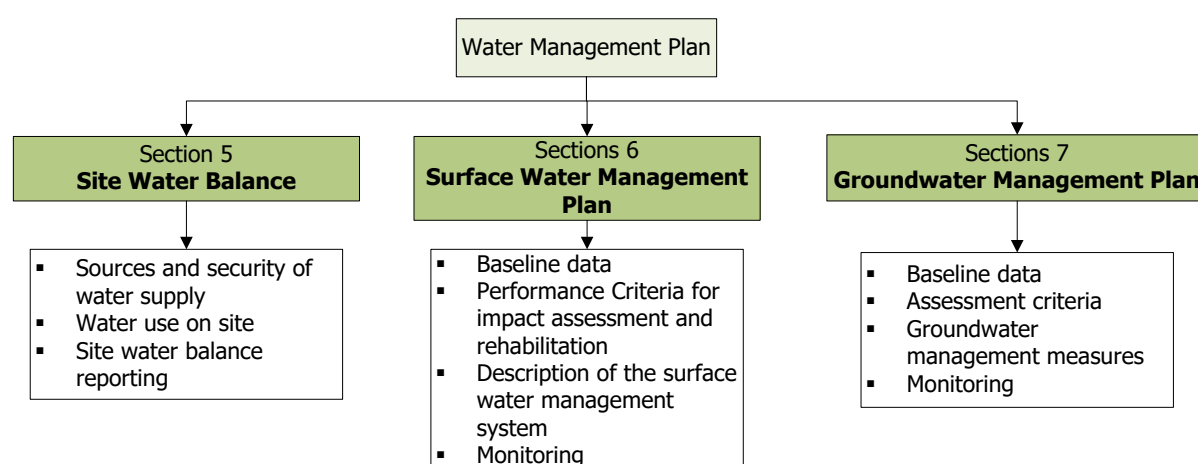 Water Management Plan
Section 5
Site Water Balance
Sections 6
Surface Water Management
Plan
Sections 7
Groundwater Management Plan
▪ Sources and security of
water supply
▪ Water use on site
▪ Site water balance
reporting
▪ Baseline data
▪ Performance Criteria for
impact assessment and
rehabilitation
▪ Description of the surface
water management
system
▪ Monitoring
▪ Baseline data
▪ Assessment criteria
▪ Groundwater
management measures
▪ Monitoring